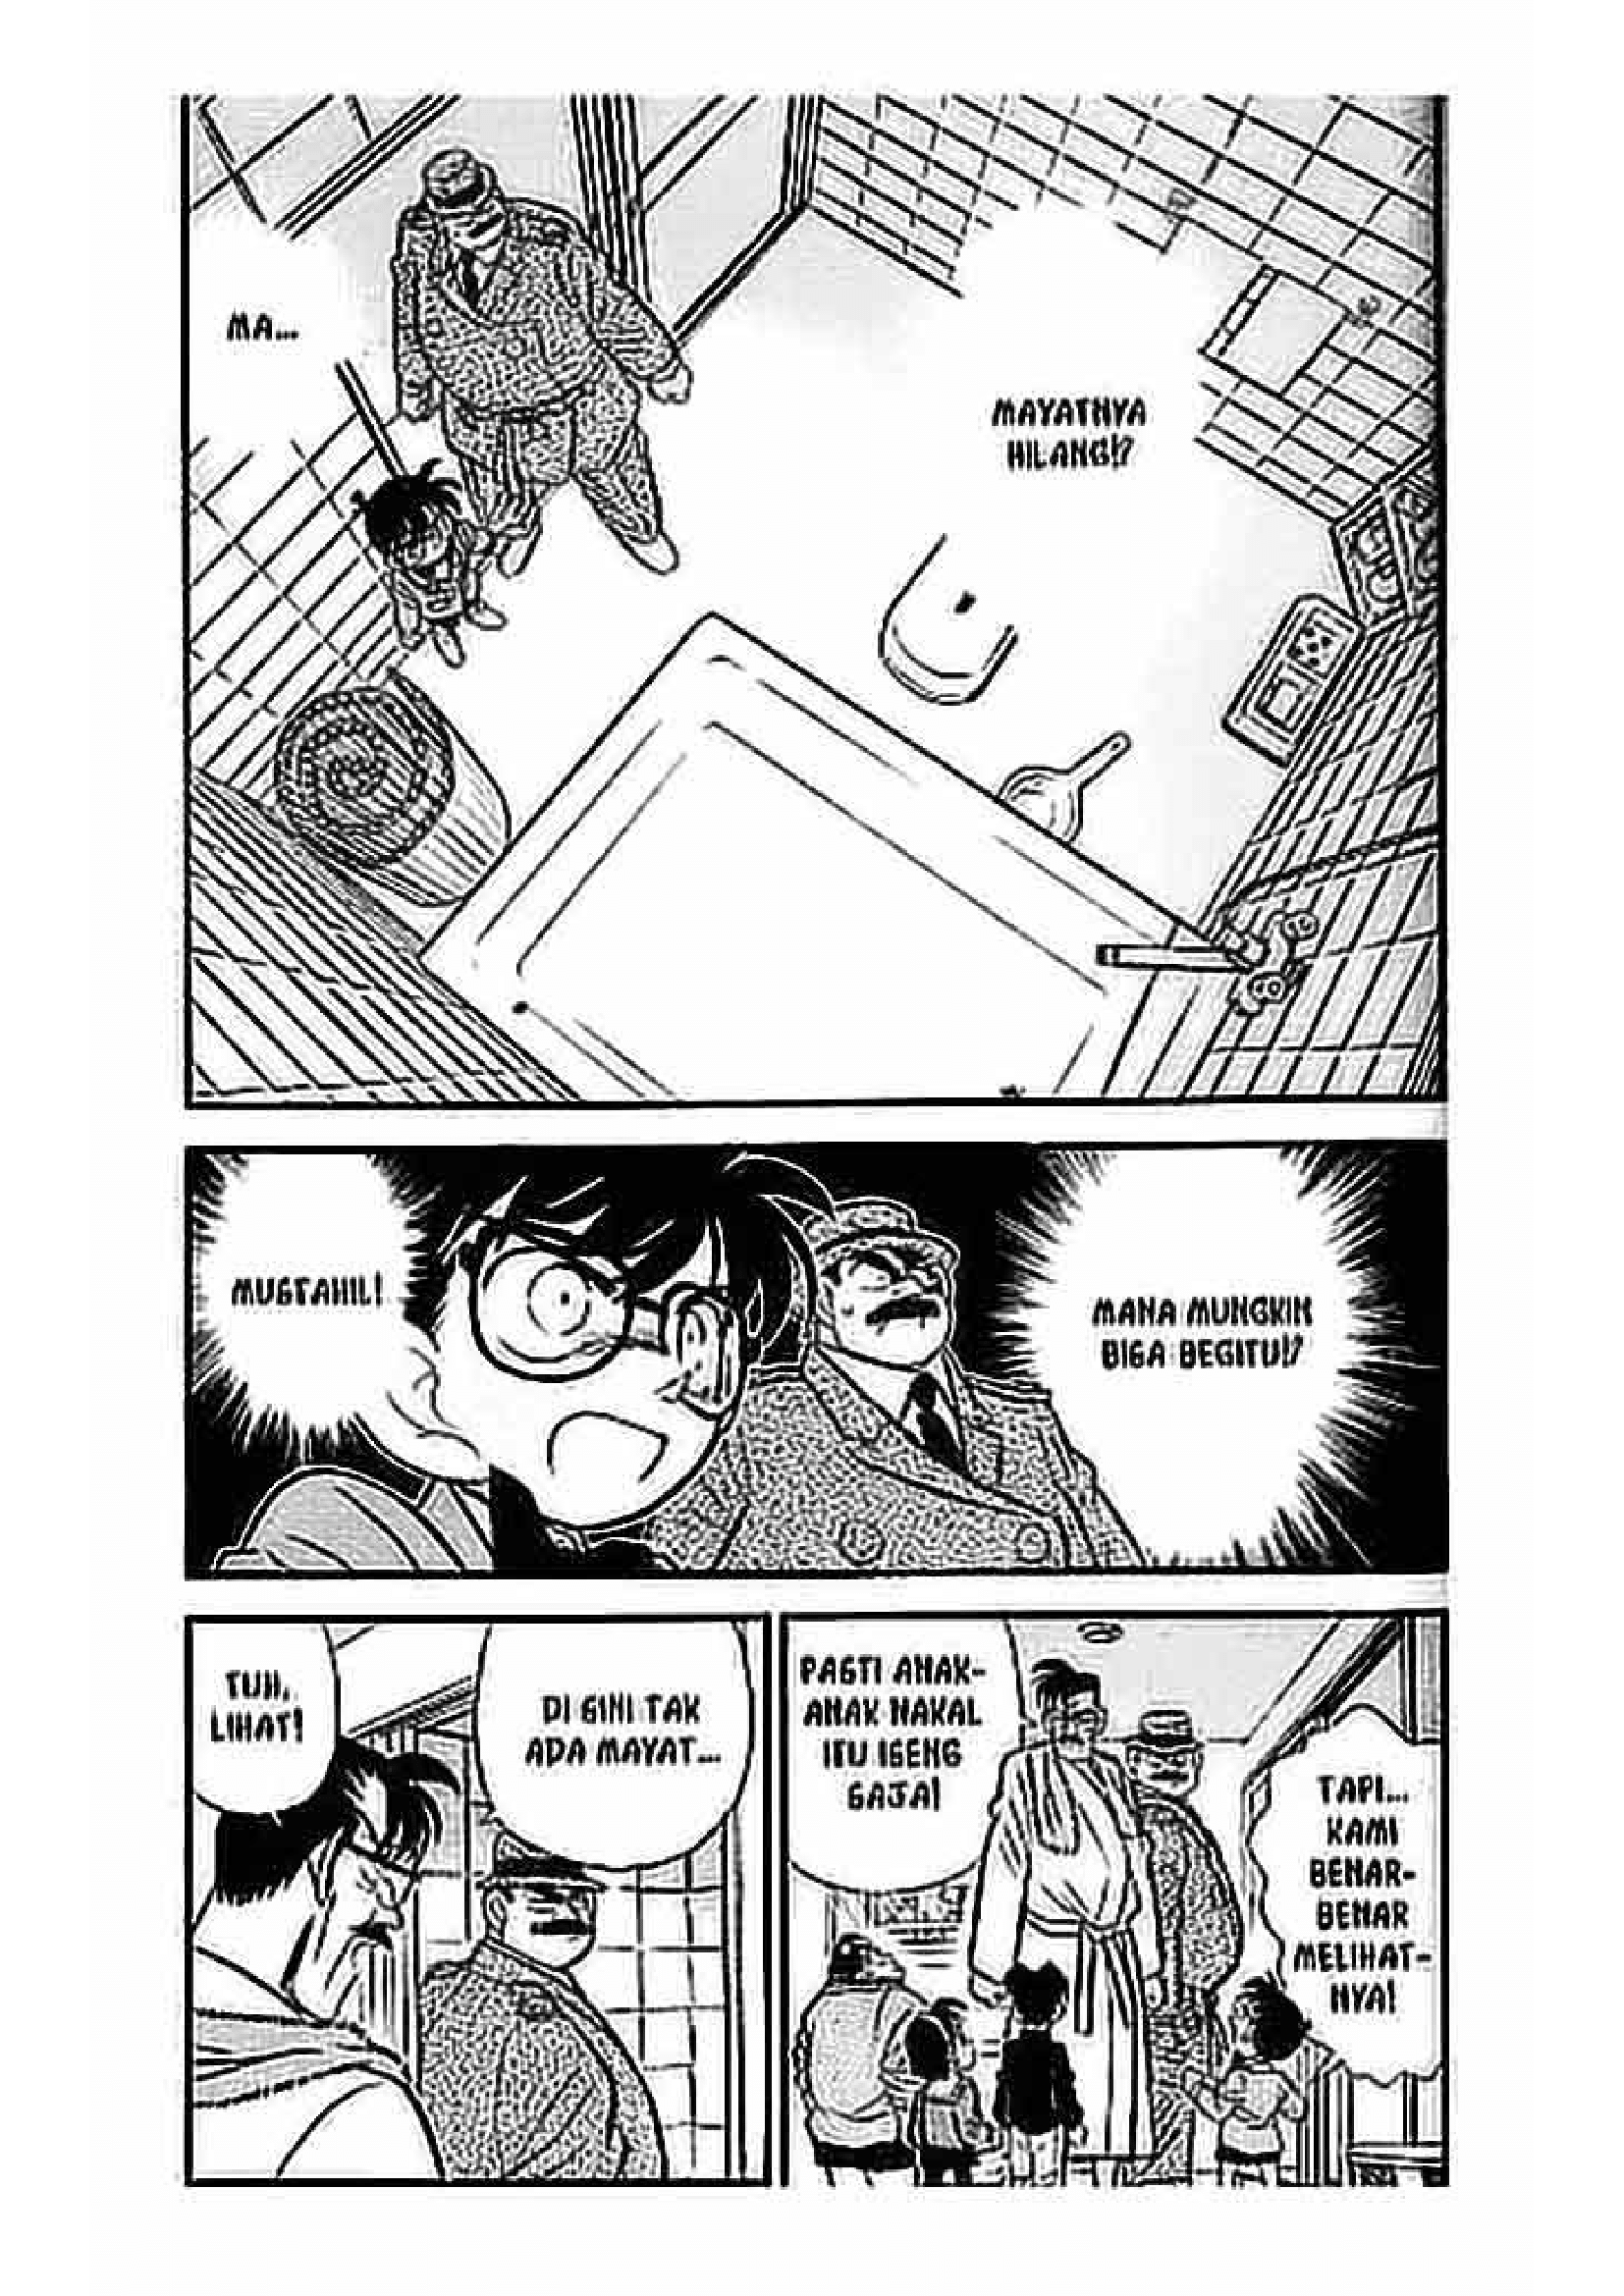 MA...
MAYATNYA
HILANG!?
MUSTAHIL!
MANA MUNGKIN
BISA BEGITU!?
TUH,
LIHAT!
DI SINI TAK
ADA MAYAT...
PASTI ANAK-
ANAK NAKAL
ITU ISENG
SAJA!
TAPI...
KAMI
BENAR-
BENAR
MELIHAT-
NYA!